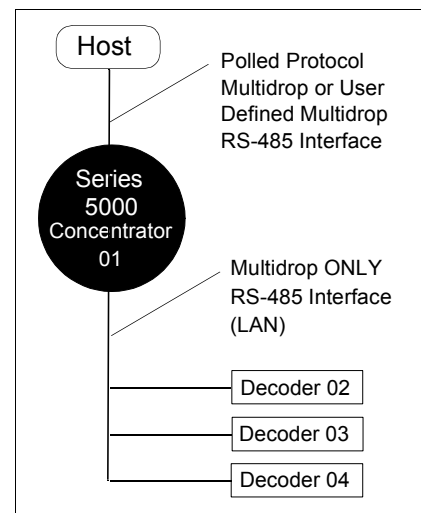 Host
Polled Protocol
Multidrop or User
Defined Multidrop
RS-485 Interface
Series
5000
Concentrator
01
Multidrop ONLY
RS-485 Interface
(LAN)
Decoder 02
Decoder 03
Decoder 04